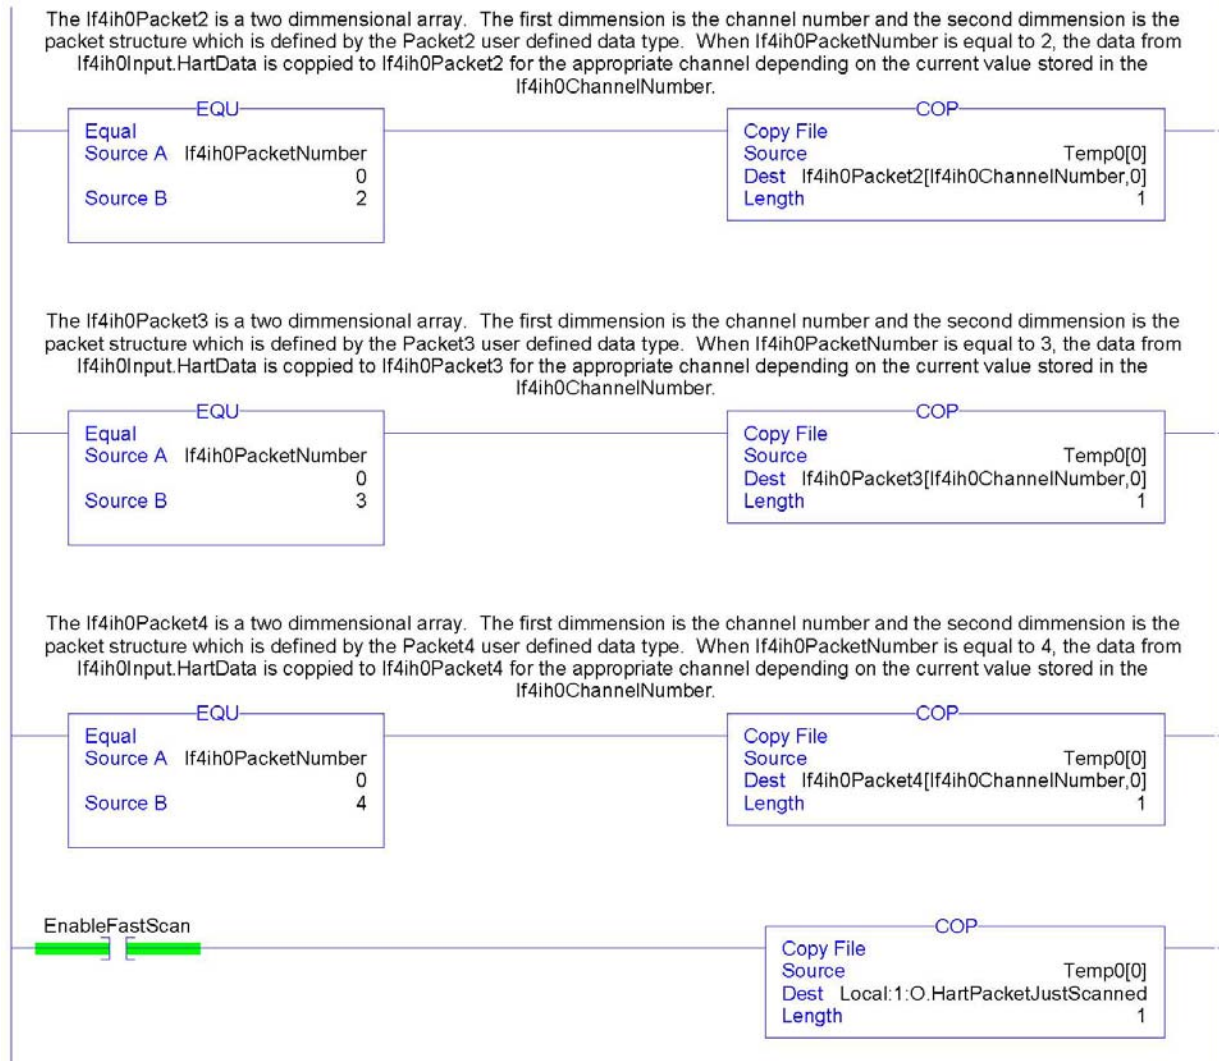 The If4ih0Packet2 is a two dimmensional array.  The first dimmension is the channel number and the second dimmension is the
packet structure which is defined by the Packet2 user defined data type.  When If4ih0PacketNumber is equal to 2, the data from
If4ih0Input.HartData is coppied to If4ih0Packet2 for the appropriate channel depending on the current value stored in the
If4ih0ChannelNumber.
EQU
Equal
Source A If4ih0PacketNumber
0
Source B 2
COP
Copy File
Source Temp0[0]
Dest If4ih0Packet2[If4ih0ChannelNumber,0]
Length 1
The If4ih0Packet3 is a two dimmensional array.  The first dimmension is the channel number and the second dimmension is the
packet structure which is defined by the Packet3 user defined data type.  When If4ih0PacketNumber is equal to 3, the data from
If4ih0Input.HartData is coppied to If4ih0Packet3 for the appropriate channel depending on the current value stored in the
If4ih0ChannelNumber.
EQU
Equal
Source A If4ih0PacketNumber
0
Source B 3
COP
Copy File
Source Temp0[0]
Dest If4ih0Packet3[If4ih0ChannelNumber,0]
Length 1
The If4ih0Packet4 is a two dimmensional array.  The first dimmension is the channel number and the second dimmension is the
packet structure which is defined by the Packet4 user defined data type.  When If4ih0PacketNumber is equal to 4, the data from
If4ih0Input.HartData is coppied to If4ih0Packet4 for the appropriate channel depending on the current value stored in the
If4ih0ChannelNumber.
EQU
Equal
Source A If4ih0PacketNumber
0
Source B 4
COP
Copy File
Source Temp0[0]
Dest If4ih0Packet4[If4ih0ChannelNumber,0]
Length 1
EnableFastScan
COP
Copy File
Source Temp0[0]
Dest Local:1:O.HartPacketJustScanned
Length 1